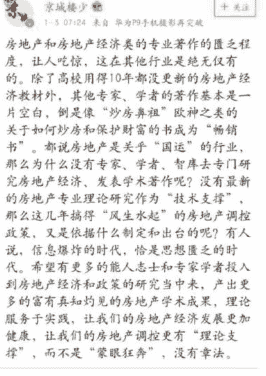 京城楼少
+关注
1-3 07:24 来自 华为P9手机摄影再突破
房地产和房地产经济类的专业著作的匮乏程
度，让人吃惊，这在其他行业是绝无仅有
的。除了高校用得10年都没更新的房地产经
济教材外，其他专家、学者的著作基本是一
片空白，倒是像“炒房鼻祖”欧神之类的
关于如何炒房和保护财富的书成为“畅销
书”。都说房地产是关乎“国运”的行业，
那么为什么没有专家、学者、智库去专门研
究房地产经济、发表学术著作呢？没有最新
的房地产专业理论研究作为“技术支撑”，
那么这几年搞得“风生水起”的房地产调控
政策、又是依据什么制定和出台的呢？有人
说，信息爆炸的时代，恰是思想匮乏的时
代。希望有更多的能人志士和专家学者投入
到房地产经济和政策的研究当中来，产出更
多的富有真知灼见的房地产学术成果，理论
服务于实践，让我们的房地产经济发展更加
健康，让我们的房地产调控更有“理论支
撑”，而不是“蒙眼狂奔”，没有章法。